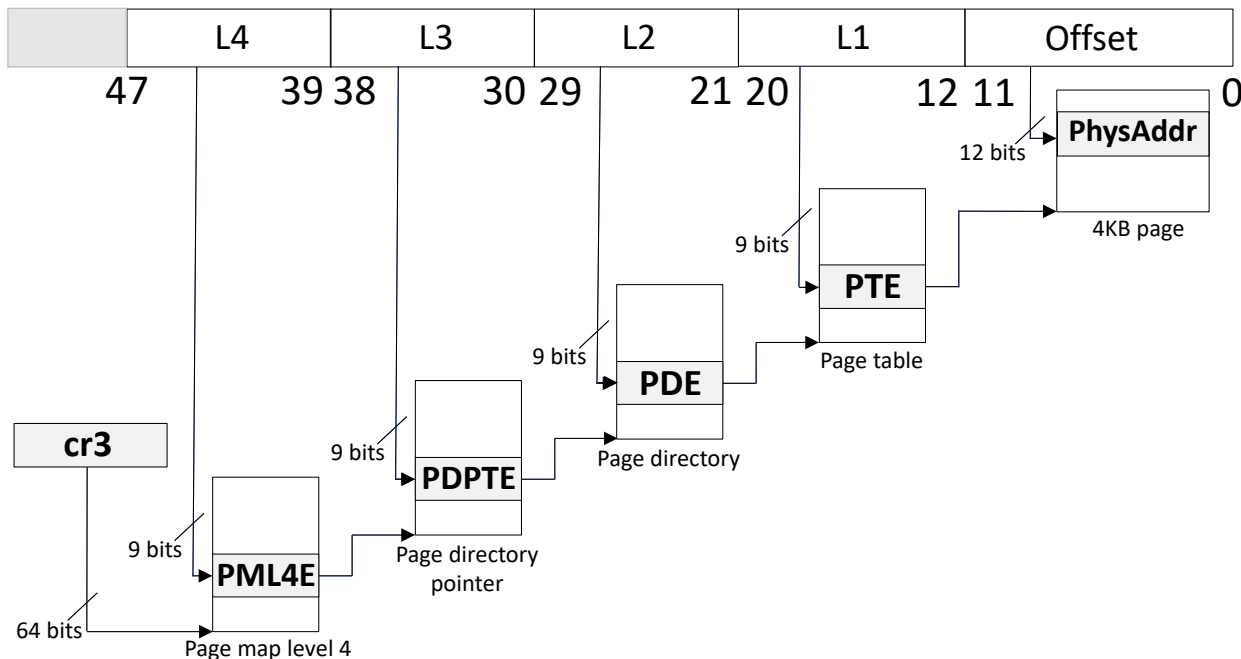 L4 L3 L2 L1 Offset
47 39 38 30 29 21 20 12 11 0
PhysAddr
12 bits
4KB page
9 bits
PTE
Page table
9 bits
PDE
Page directory
cr3
9 bits
PDPTE
Page directory
pointer
9 bits
PML4E
64 bits
Page map level 4